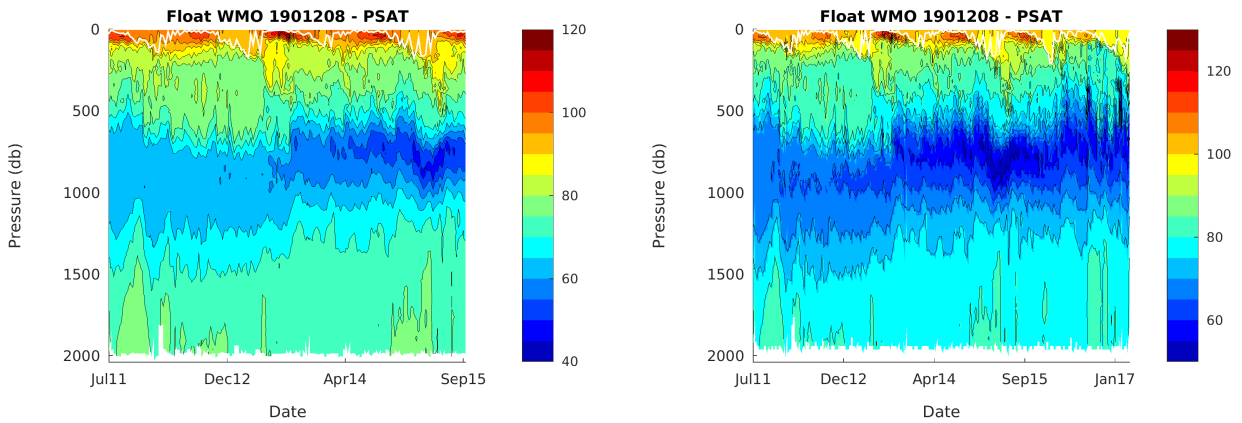 Float WMO 1901208 - PSAT
0
500
1000
1500
2000
Pressure (db)
Jul11 Dec12 Apr14 Sep15
Date
120
100
80
60
40
Float WMO 1901208 - PSAT
0
500
1000
1500
2000
Pressure (db)
Jul11 Dec12 Apr14 Sep15 Jan17
Date
120
100
80
60